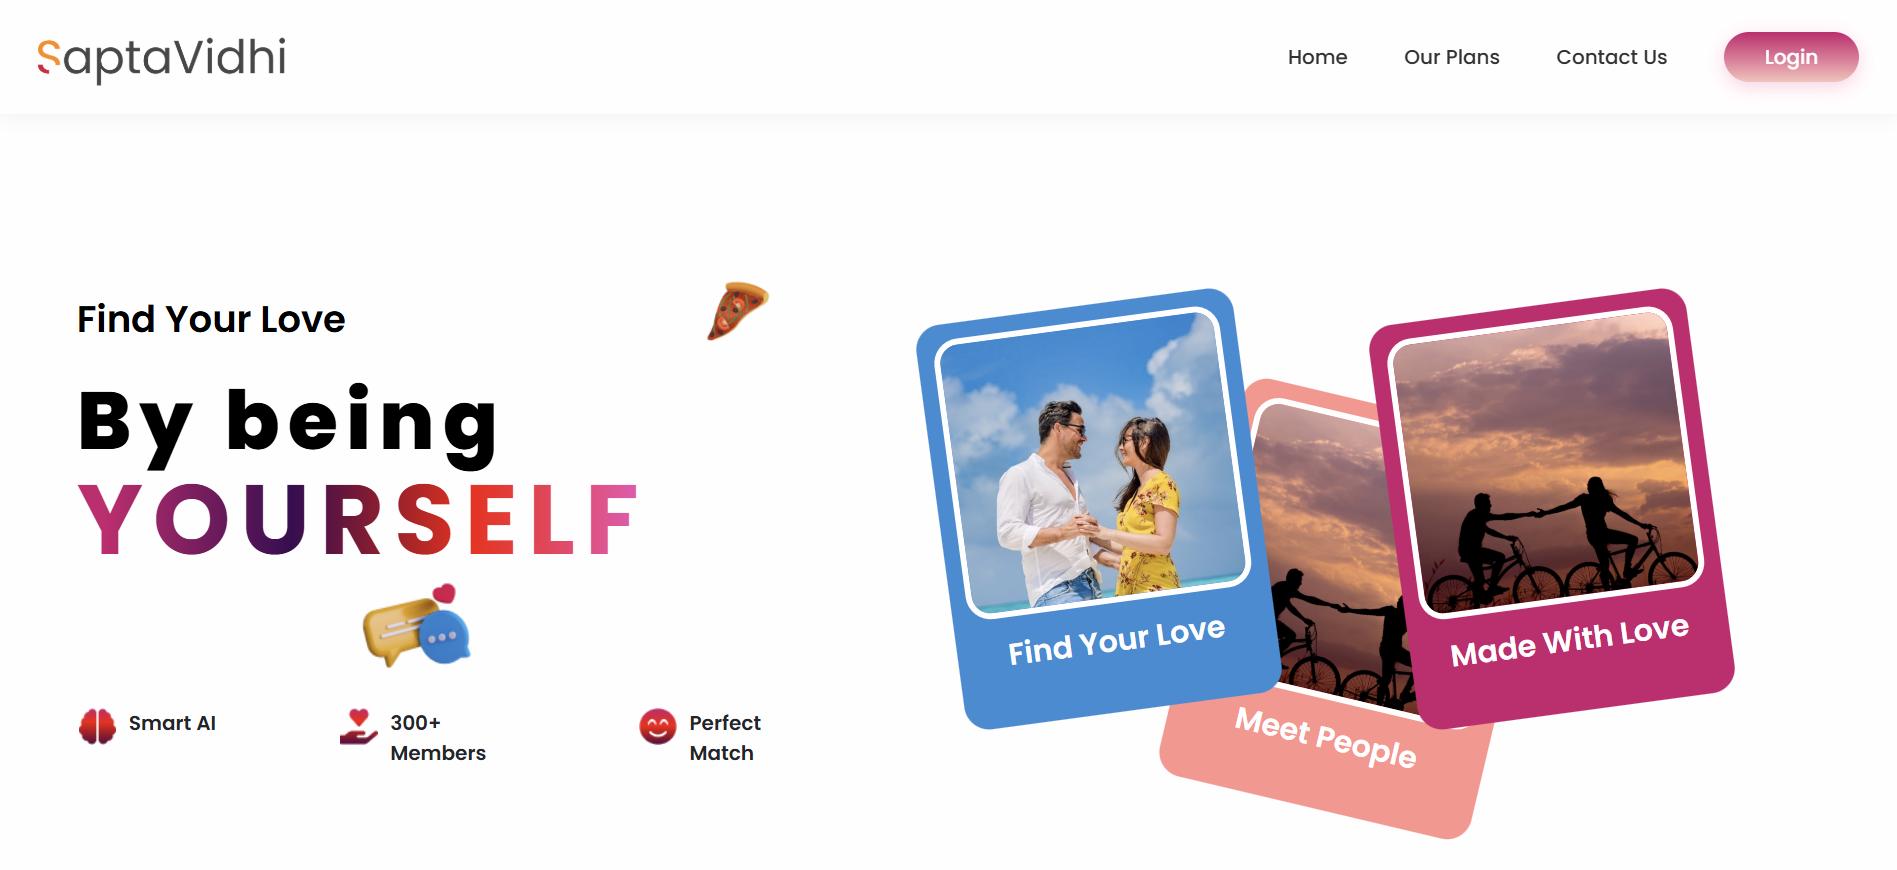 SaptaVidhi
Home
Our Plans
Contact Us
Login
Find Your Love
By being
YOURSELF
Smart AI
300+
Members
Perfect
Match
Find Your Love
Meet People
Made With Love